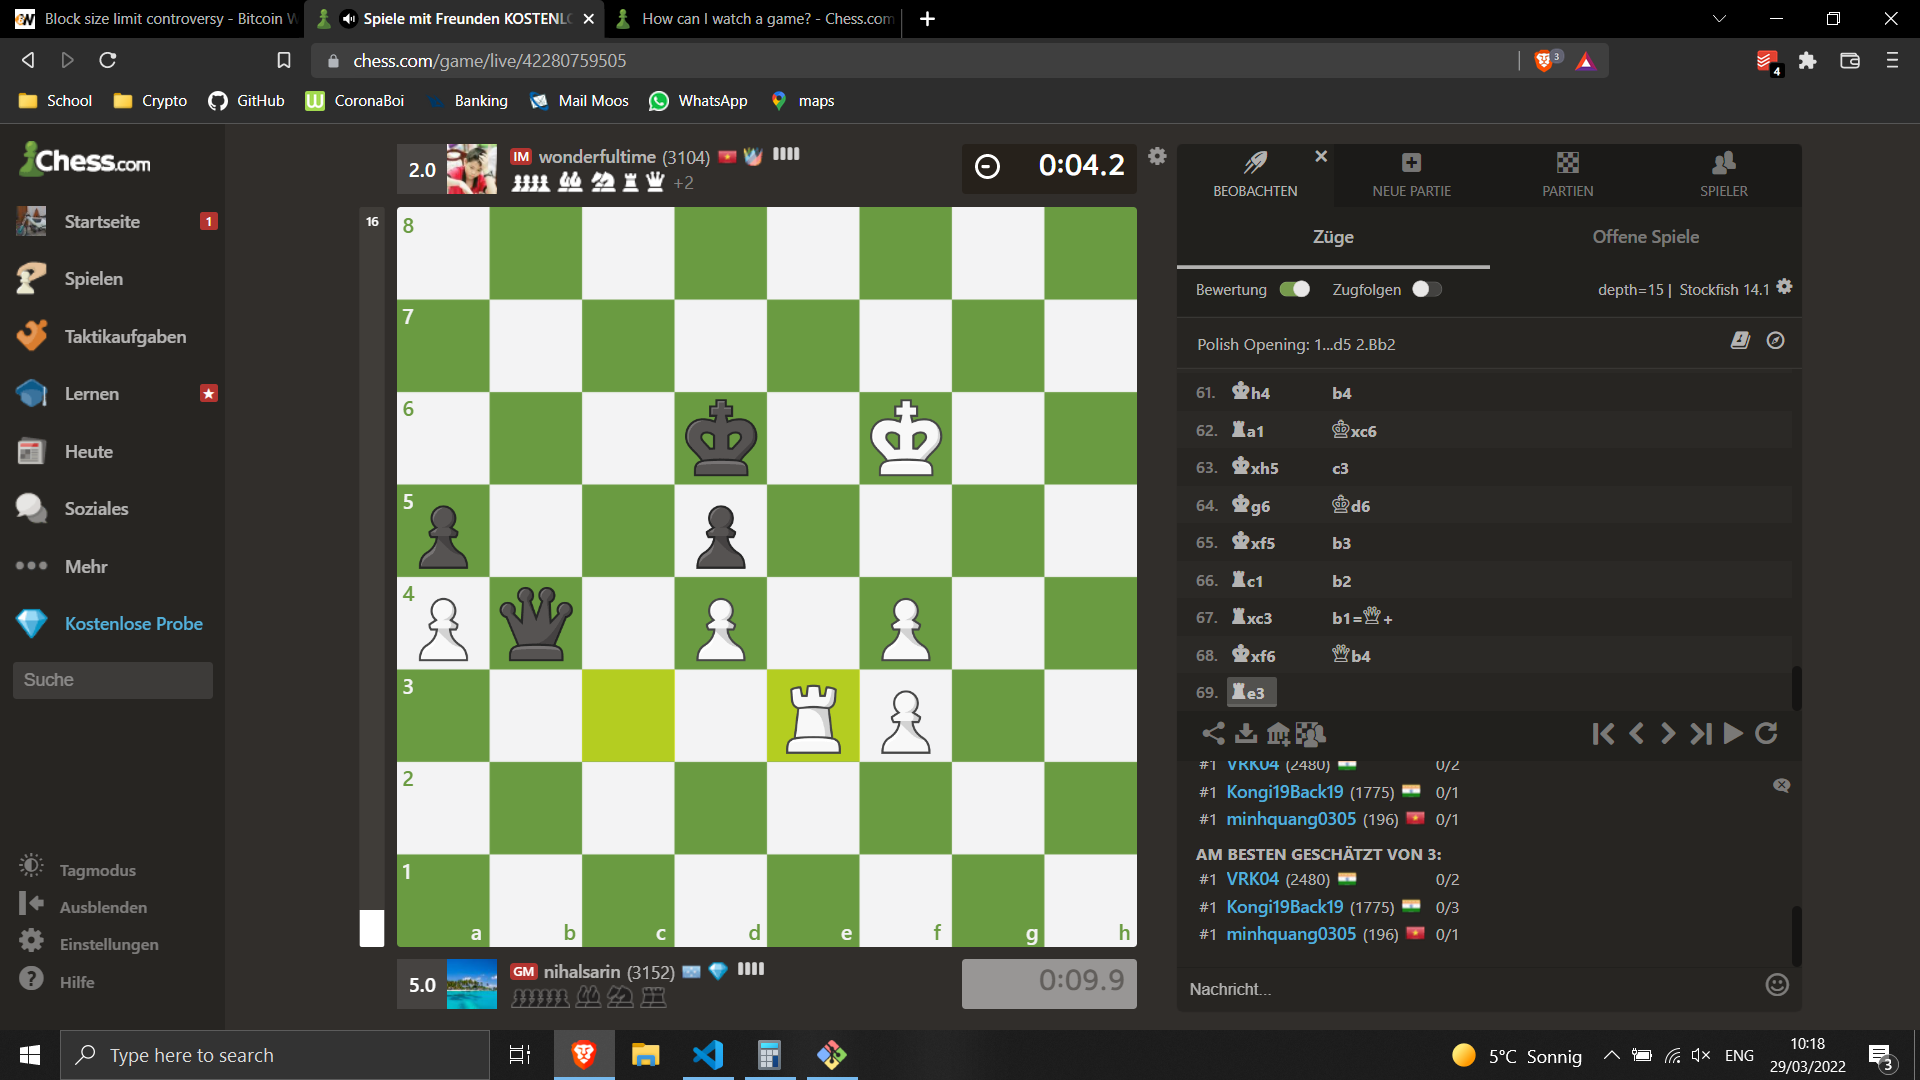 Block size limit controversy - Bitcoin W
Spiele mit Freunden KOSTENLO
How can I watch a game? - Chess.com
chess.com/game/live/42280759505
3
4
School
Crypto
GitHub
CoronaBoi
Banking
Mail Moos
WhatsApp
maps
Chess.com
Startseite
1
Spielen
Taktikaufgaben
Lernen
Heute
Soziales
Mehr
Kostenlose Probe
Suche
Tagmodus
Ausblenden
Einstellungen
Hilfe
2.0
IM wonderfultime (3104)
+2
0:04.2
16
8
7
6
5
4
3
2
1
a b c d e f g h
5.0
GM nihalsarin (3152)
0:09.9
BEOBACHTEN
NEUE PARTIE
PARTIEN
SPIELER
Züge
Offene Spiele
Bewertung
Zugfolgen
depth=15 | Stockfish 14.1
Polish Opening: 1...d5 2.Bb2
61. ♚h4 b4
62. ♜a1 ♔xc6
63. ♚xh5 c3
64. ♚g6 ♔d6
65. ♚xf5 b3
66. ♜c1 b2
67. ♜xc3 b1=♕+
68. ♚xf6 ♕b4
69. ♜e3
#1 VRK04 (2480) 0/2
#1 Kongi19Back19 (1775) 0/1
#1 minhquang0305 (196) 0/1
AM BESTEN GESCHÄTZT VON 3:
#1 VRK04 (2480) 0/2
#1 Kongi19Back19 (1775) 0/3
#1 minhquang0305 (196) 0/1
Nachricht...
Type here to search
5°C Sonnig
ENG
10:18
29/03/2022
3